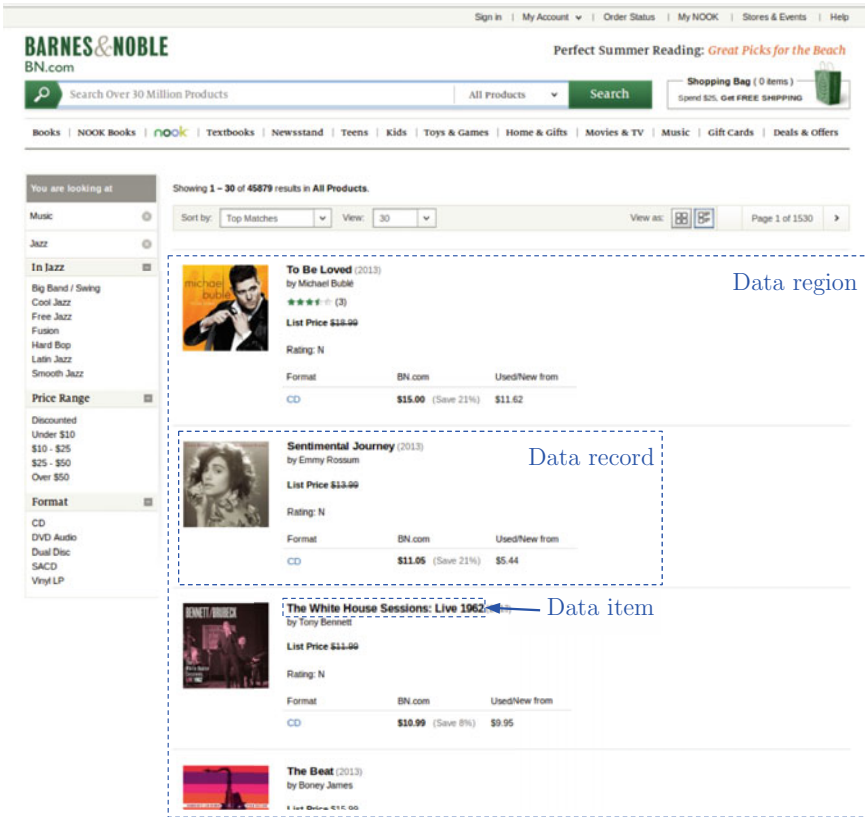 Sign in | My Account | Order Status | My NOOK | Stores & Events | Help
BARNES&NOBLE
BN.com
Perfect Summer Reading: Great Picks for the Beach
Search Over 30 Million Products
All Products
Search
Shopping Bag ( 0 items )
Spend $25, Get FREE SHIPPING
Books | NOOK Books | nook | Textbooks | Newsstand | Teens | Kids | Toys & Games | Home & Gifts | Movies & TV | Music | Gift Cards | Deals & Offers
You are looking at
Music
Jazz
In Jazz
Big Band / Swing
Cool Jazz
Free Jazz
Fusion
Hard Bop
Latin Jazz
Smooth Jazz
Price Range
Discounted
Under $10
$10 - $25
$25 - $50
Over $50
Format
CD
DVD Audio
Dual Disc
SACD
Vinyl LP
Showing 1 – 30 of 45879 results in All Products.
Sort by: Top Matches View: 30 View as: Page 1 of 1530
Data region
michael
bublé
To Be Loved (2013)
by Michael Bublé
(3)
List Price $18.99
Rating: N
Format BN.com Used/New from
CD $15.00 (Save 21%) $11.62
Data record
Sentimental Journey (2013)
by Emmy Rossum
List Price $13.99
Rating: N
Format BN.com Used/New from
CD $11.05 (Save 21%) $5.44
Data item
BENNETT/BRUBECK
The White House Sessions: Live 1962
by Tony Bennett
List Price $11.99
Rating: N
Format BN.com Used/New from
CD $10.99 (Save 8%) $9.95
The Beat (2013)
by Boney James
List Price $15.99